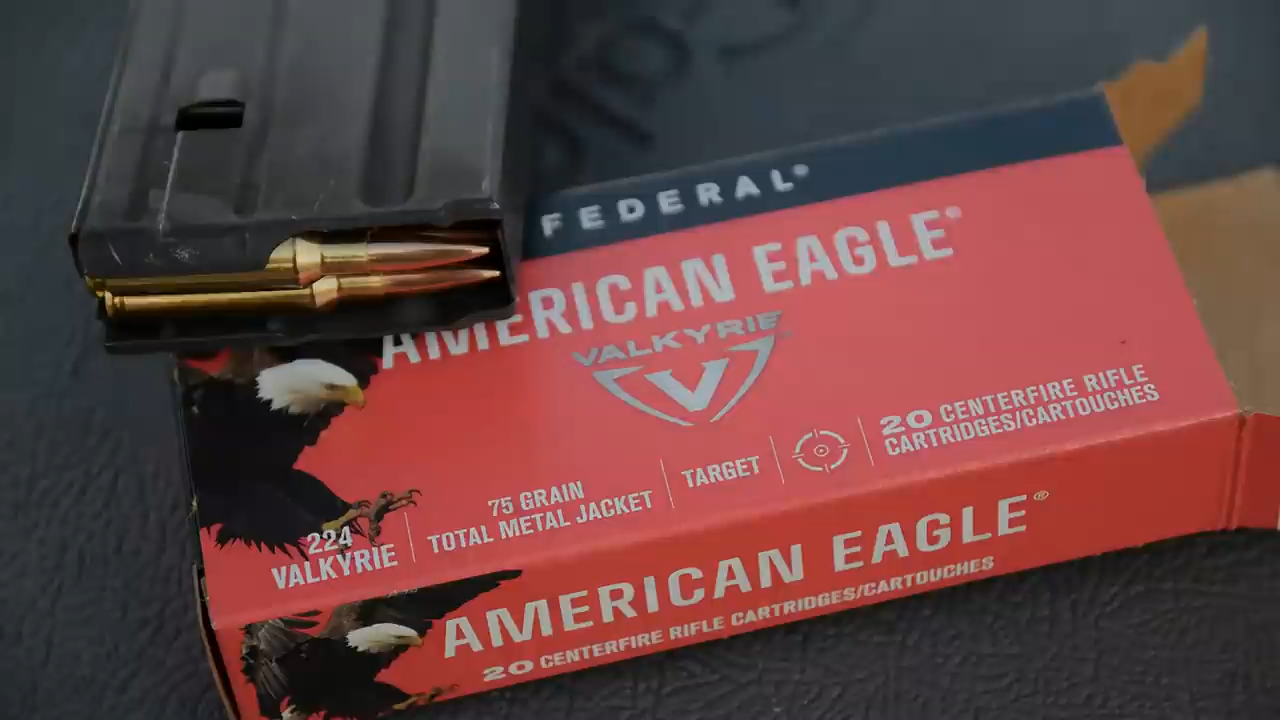 FEDERAL®
AMERICAN EAGLE®
VALKYRIE
V
224
VALKYRIE
75 GRAIN
TOTAL METAL JACKET
TARGET
20 CENTERFIRE RIFLE
CARTRIDGES/CARTOUCHES
AMERICAN EAGLE®
20 CENTERFIRE RIFLE CARTRIDGES/CARTOUCHES